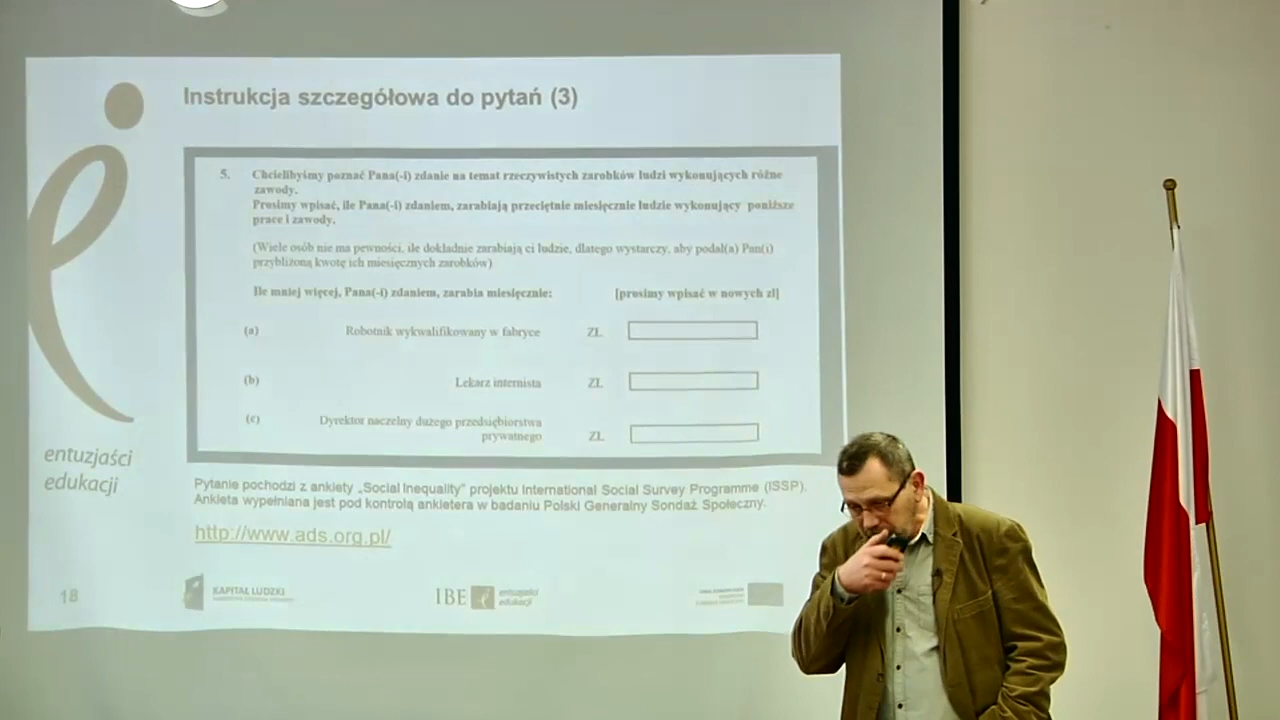 Instrukcja szczegółowa do pytań (3)
5. Chcielibyśmy poznać Pana(-i) zdanie na temat rzeczywistych zarobków ludzi wykonujących różne
zawody.
Prosimy wpisać, ile Pana(-i) zdaniem, zarabiają przeciętnie miesięcznie ludzie wykonujący poniższe
prace i zawody.
(Wiele osób nie ma pewności, ile dokładnie zarabiają ci ludzie, dlatego wystarczy, aby podał(a) Pan(i)
przybliżoną kwotę ich miesięcznych zarobków)
Ile mniej więcej, Pana(-i) zdaniem, zarabia miesięcznie: [prosimy wpisać w nowych zł]
(a) Robotnik wykwalifikowany w fabryce ZŁ
(b) Lekarz internista ZŁ
(c) Dyrektor naczelny dużego przedsiębiorstwa
prywatnego ZŁ
entuzjaści
edukacji
Pytanie pochodzi z ankiety „Social Inequality” projektu International Social Survey Programme (ISSP).
Ankieta wypełniana jest pod kontrolą ankietera w badaniu Polski Generalny Sondaż Społeczny.
http://www.ads.org.pl/
18
KAPITAŁ LUDZKI
IBE entuzjaści
edukacji